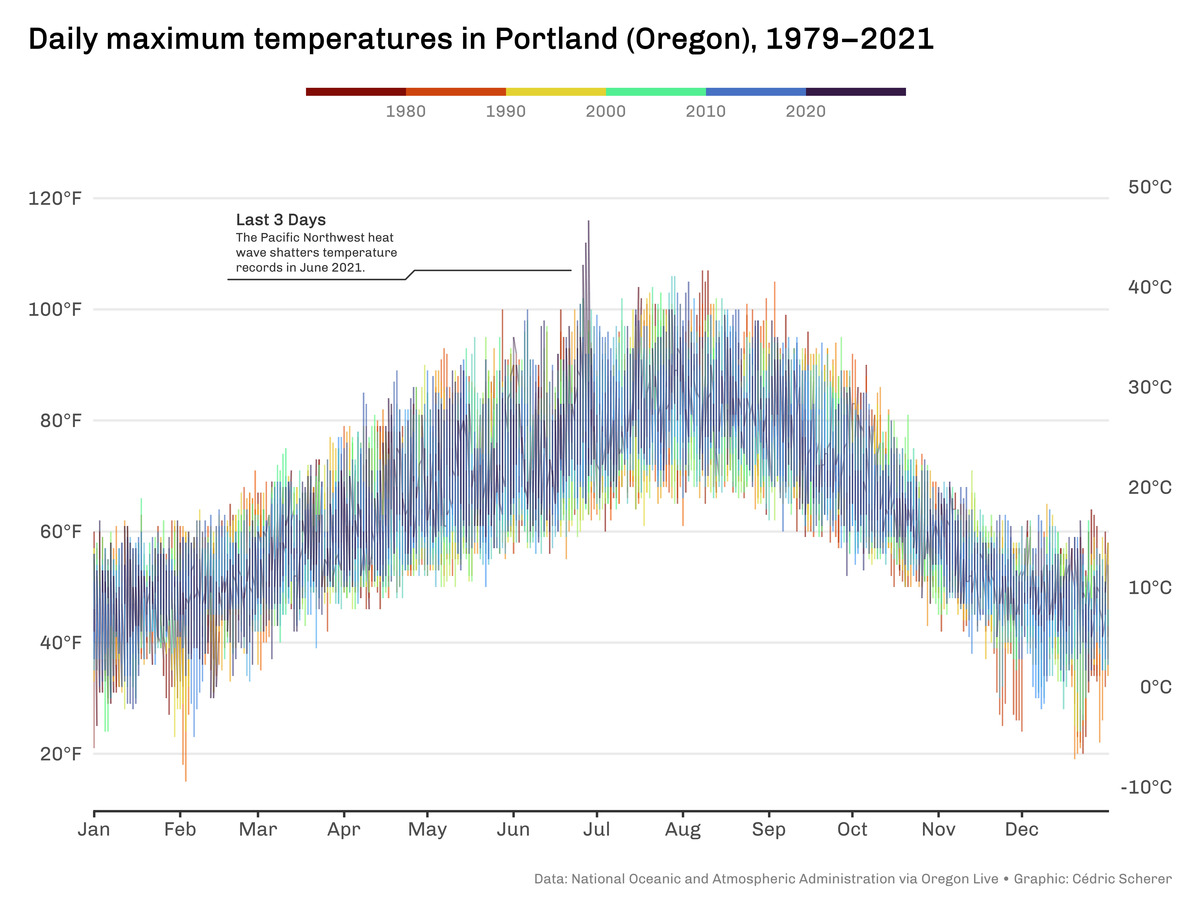 Daily maximum temperatures in Portland (Oregon), 1979–2021
1980 1990 2000 2010 2020
50°C
120°F
Last 3 Days
The Pacific Northwest heat
wave shatters temperature
records in June 2021.
40°C
100°F
30°C
80°F
20°C
60°F
10°C
40°F
0°C
20°F
-10°C
Jan Feb Mar Apr May Jun Jul Aug Sep Oct Nov Dec
Data: National Oceanic and Atmospheric Administration via Oregon Live • Graphic: Cédric Scherer